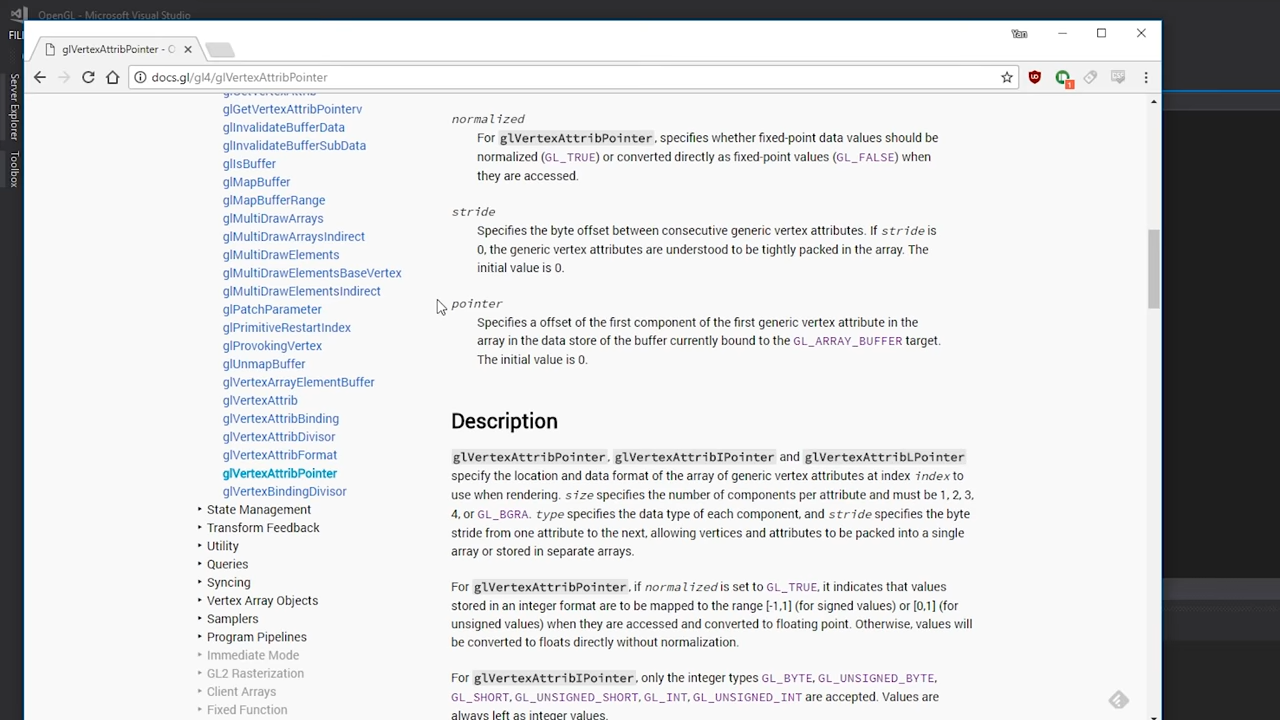 OpenGL - Microsoft Visual Studio
FIL
Yan
glVertexAttribPointer - O
docs.gl/gl4/glVertexAttribPointer
1
Server Explorer
Toolbox
glGetVertexAttrib
glGetVertexAttribPointerv
glInvalidateBufferData
glInvalidateBufferSubData
glIsBuffer
glMapBuffer
glMapBufferRange
glMultiDrawArrays
glMultiDrawArraysIndirect
glMultiDrawElements
glMultiDrawElementsBaseVertex
glMultiDrawElementsIndirect
glPatchParameter
glPrimitiveRestartIndex
glProvokingVertex
glUnmapBuffer
glVertexArrayElementBuffer
glVertexAttrib
glVertexAttribBinding
glVertexAttribDivisor
glVertexAttribFormat
glVertexAttribPointer
glVertexBindingDivisor
State Management
Transform Feedback
Utility
Queries
Syncing
Vertex Array Objects
Samplers
Program Pipelines
Immediate Mode
GL2 Rasterization
Client Arrays
Fixed Function
normalized
For glVertexAttribPointer, specifies whether fixed-point data values should be
normalized (GL_TRUE) or converted directly as fixed-point values (GL_FALSE) when
they are accessed.
stride
Specifies the byte offset between consecutive generic vertex attributes. If stride is
0, the generic vertex attributes are understood to be tightly packed in the array. The
initial value is 0.
pointer
Specifies a offset of the first component of the first generic vertex attribute in the
array in the data store of the buffer currently bound to the GL_ARRAY_BUFFER target.
The initial value is 0.
Description
glVertexAttribPointer, glVertexAttribIPointer and glVertexAttribLPointer
specify the location and data format of the array of generic vertex attributes at index index to
use when rendering. size specifies the number of components per attribute and must be 1, 2, 3,
4, or GL_BGRA. type specifies the data type of each component, and stride specifies the byte
stride from one attribute to the next, allowing vertices and attributes to be packed into a single
array or stored in separate arrays.
For glVertexAttribPointer, if normalized is set to GL_TRUE, it indicates that values
stored in an integer format are to be mapped to the range [-1,1] (for signed values) or [0,1] (for
unsigned values) when they are accessed and converted to floating point. Otherwise, values will
be converted to floats directly without normalization.
For glVertexAttribIPointer, only the integer types GL_BYTE, GL_UNSIGNED_BYTE,
GL_SHORT, GL_UNSIGNED_SHORT, GL_INT, GL_UNSIGNED_INT are accepted. Values are
always left as integer values.